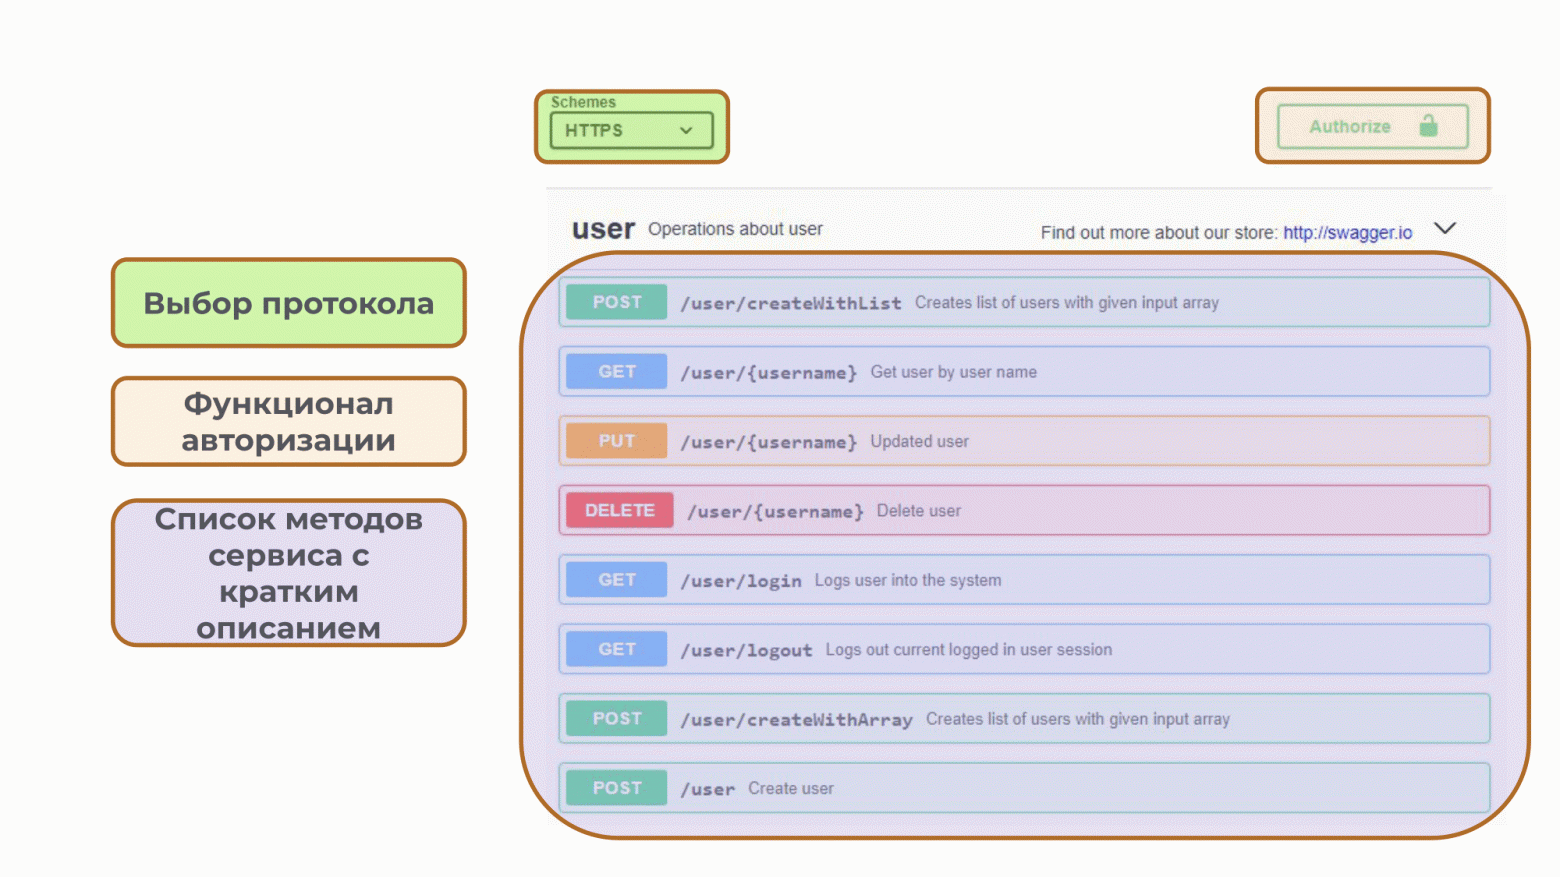 Schemes
HTTPS
Authorize
user Operations about user
Find out more about our store: http://swagger.io
Выбор протокола
Функционал
авторизации
Список методов
сервиса с
кратким
описанием
POST /user/createWithList Creates list of users with given input array
GET /user/{username} Get user by user name
PUT /user/{username} Updated user
DELETE /user/{username} Delete user
GET /user/login Logs user into the system
GET /user/logout Logs out current logged in user session
POST /user/createWithArray Creates list of users with given input array
POST /user Create user